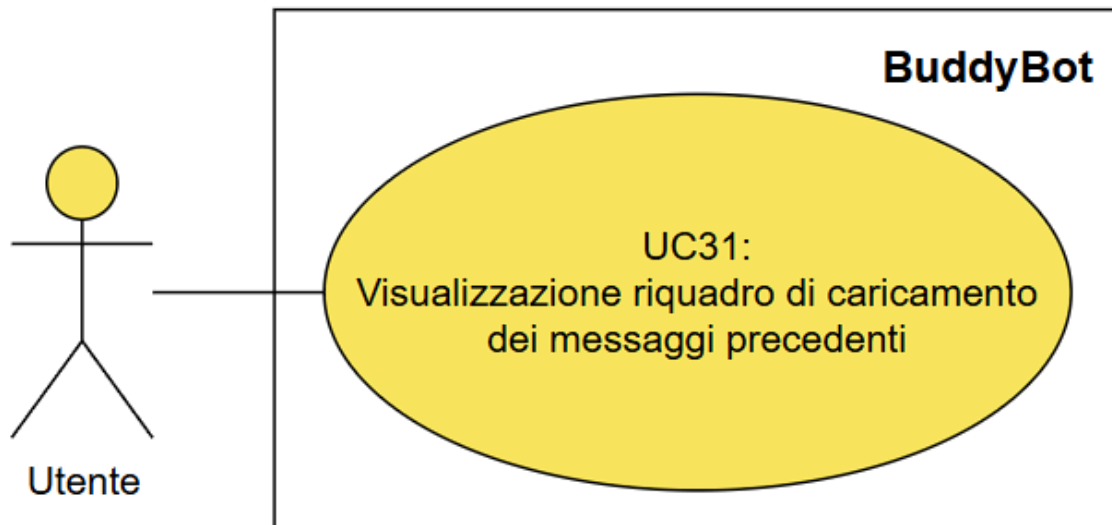 BuddyBot
UC31:
Visualizzazione riquadro di caricamento
dei messaggi precedenti
Utente